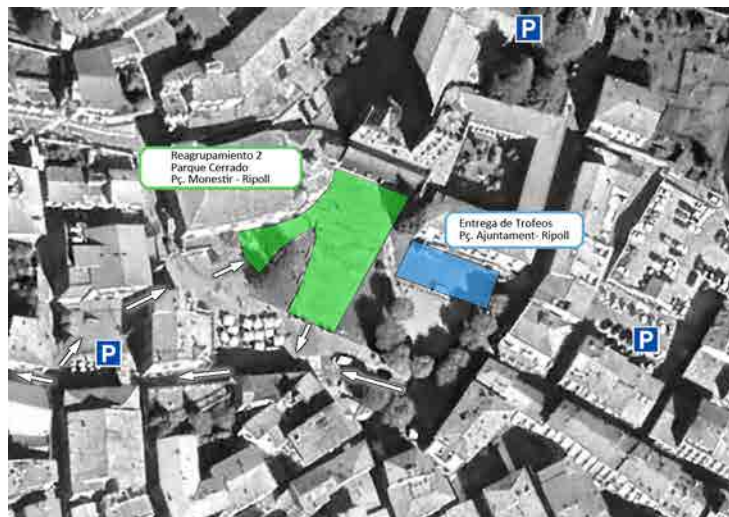 P
Reagrupamiento 2
Parque Cerrado
Pç. Monestir - Ripoll
Entrega de Trofeos
Pç. Ajuntament- Ripoll
P
P